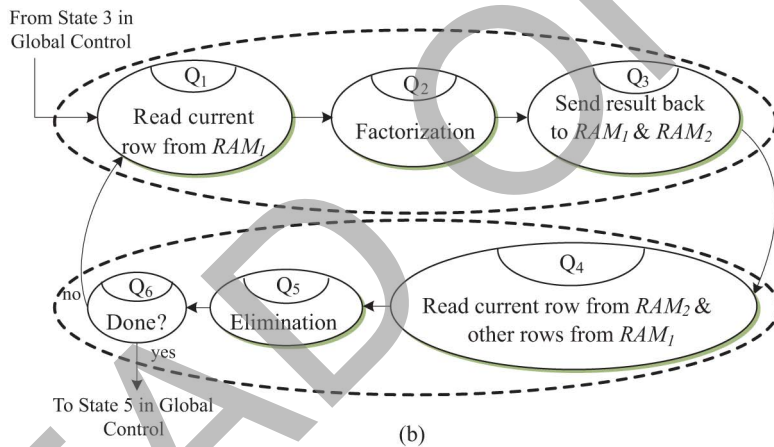 From State 3 in
Global Control
Q1
Read current
row from RAM1
Q2
Factorization
Q3
Send result back
to RAM1 & RAM2
Q4
Read current row from RAM2 &
other rows from RAM1
Q5
Elimination
Q6
Done?
no
yes
To State 5 in Global
Control
(b)